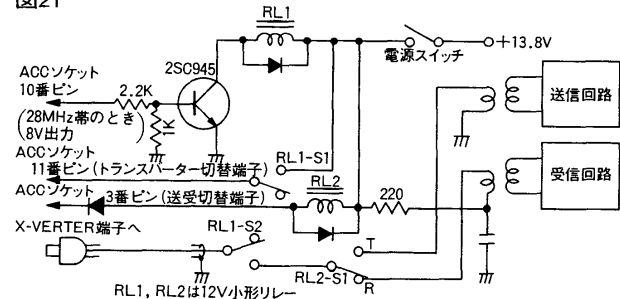 図21
RL1
+13.8V
電源スイッチ
2SC945
ACCソケット
10番ピン
2.2K
(28MHz帯のとき
8V出力)
1K
送信回路
ACCソケット
11番ピン(トランスバーター切替端子)
RL1-S1
受信回路
ACCソケット
3番ピン(送受切替端子)
RL2
220
X-VERTER端子へ
RL1-S2
T
RL2-S1
R
RL1, RL2は12V小形リレー